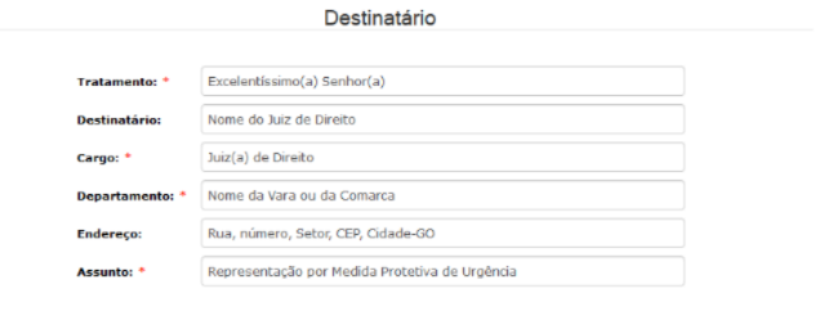 Destinatário
Tratamento: * Excelentíssimo(a) Senhor(a)
Destinatário: Nome do Juiz de Direito
Cargo: * Juiz(a) de Direito
Departamento: * Nome da Vara ou da Comarca
Endereço: Rua, número, Setor, CEP, Cidade-GO
Assunto: * Representação por Medida Protetiva de Urgência